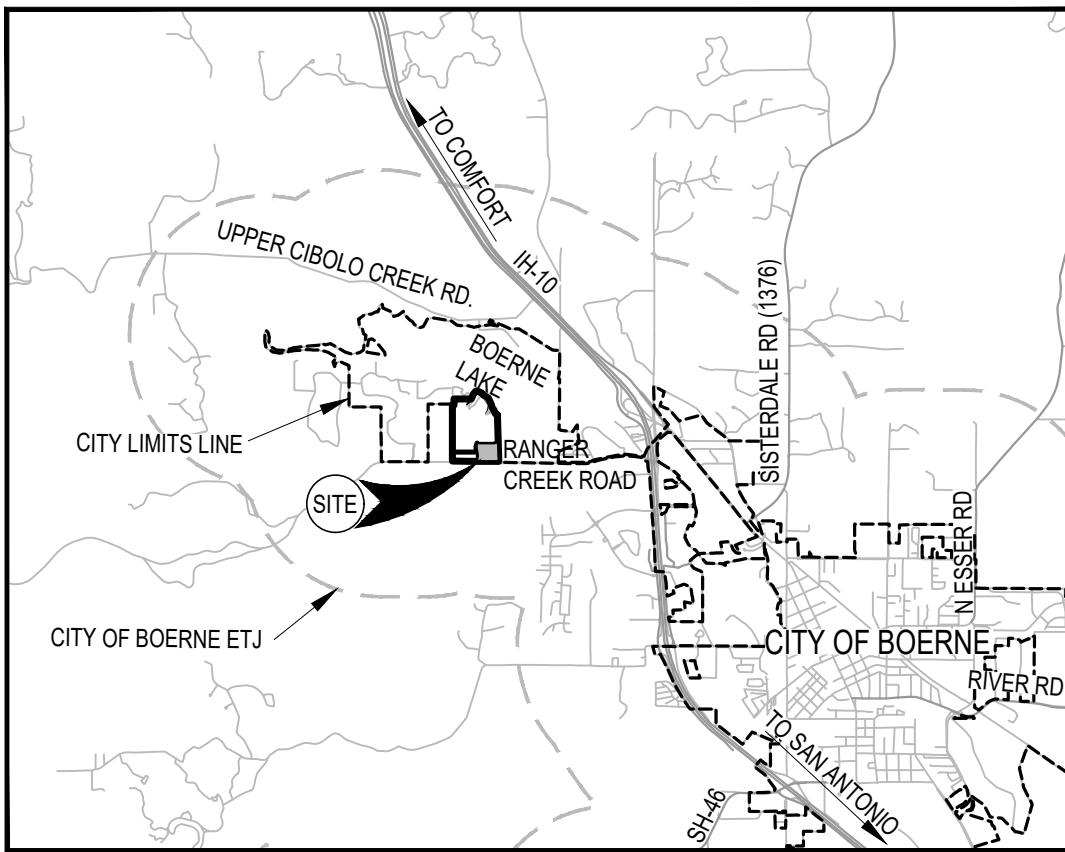 TO COMFORT
UPPER CIBOLO CREEK RD.
IH-10
SISTERDALE RD (1376)
BOERNE
LAKE
CITY LIMITS LINE
RANGER
CREEK ROAD
SITE
N ESSER RD
CITY OF BOERNE ETJ
CITY OF BOERNE
RIVER RD
TO SAN ANTONIO
SH-46